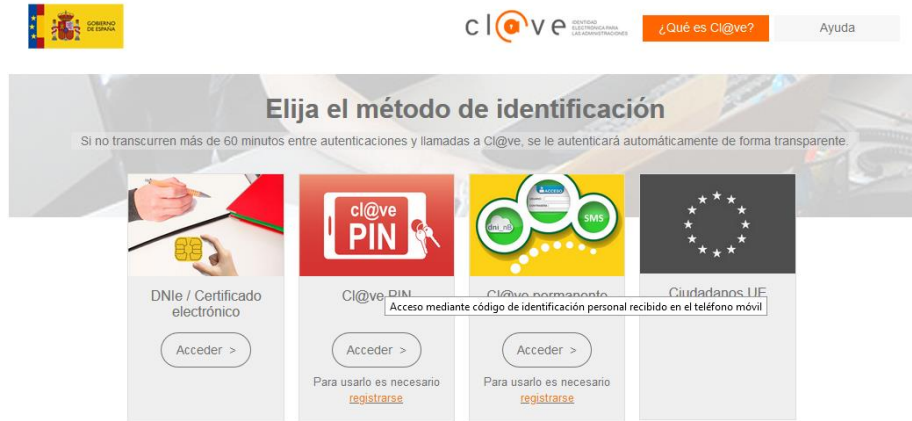 GOBIERNO
DE ESPAÑA
cl@ve
IDENTIDAD
ELECTRÓNICA PARA
LAS ADMINISTRACIONES
¿Qué es Cl@ve?
Ayuda
Elija el método de identificación
Si no transcurren más de 60 minutos entre autenticaciones y llamadas a Cl@ve, se le autenticará automáticamente de forma transparente.
cl@ve
PIN
ACCESO
dni_nB
SMS
DNIe / Certificado
electrónico
Cl@ve PIN
Cl@ve permanente
Ciudadanos UE
Acceso mediante código de identificación personal recibido en el teléfono móvil
Acceder >
Acceder >
Acceder >
Para usarlo es necesario
registrarse
Para usarlo es necesario
registrarse